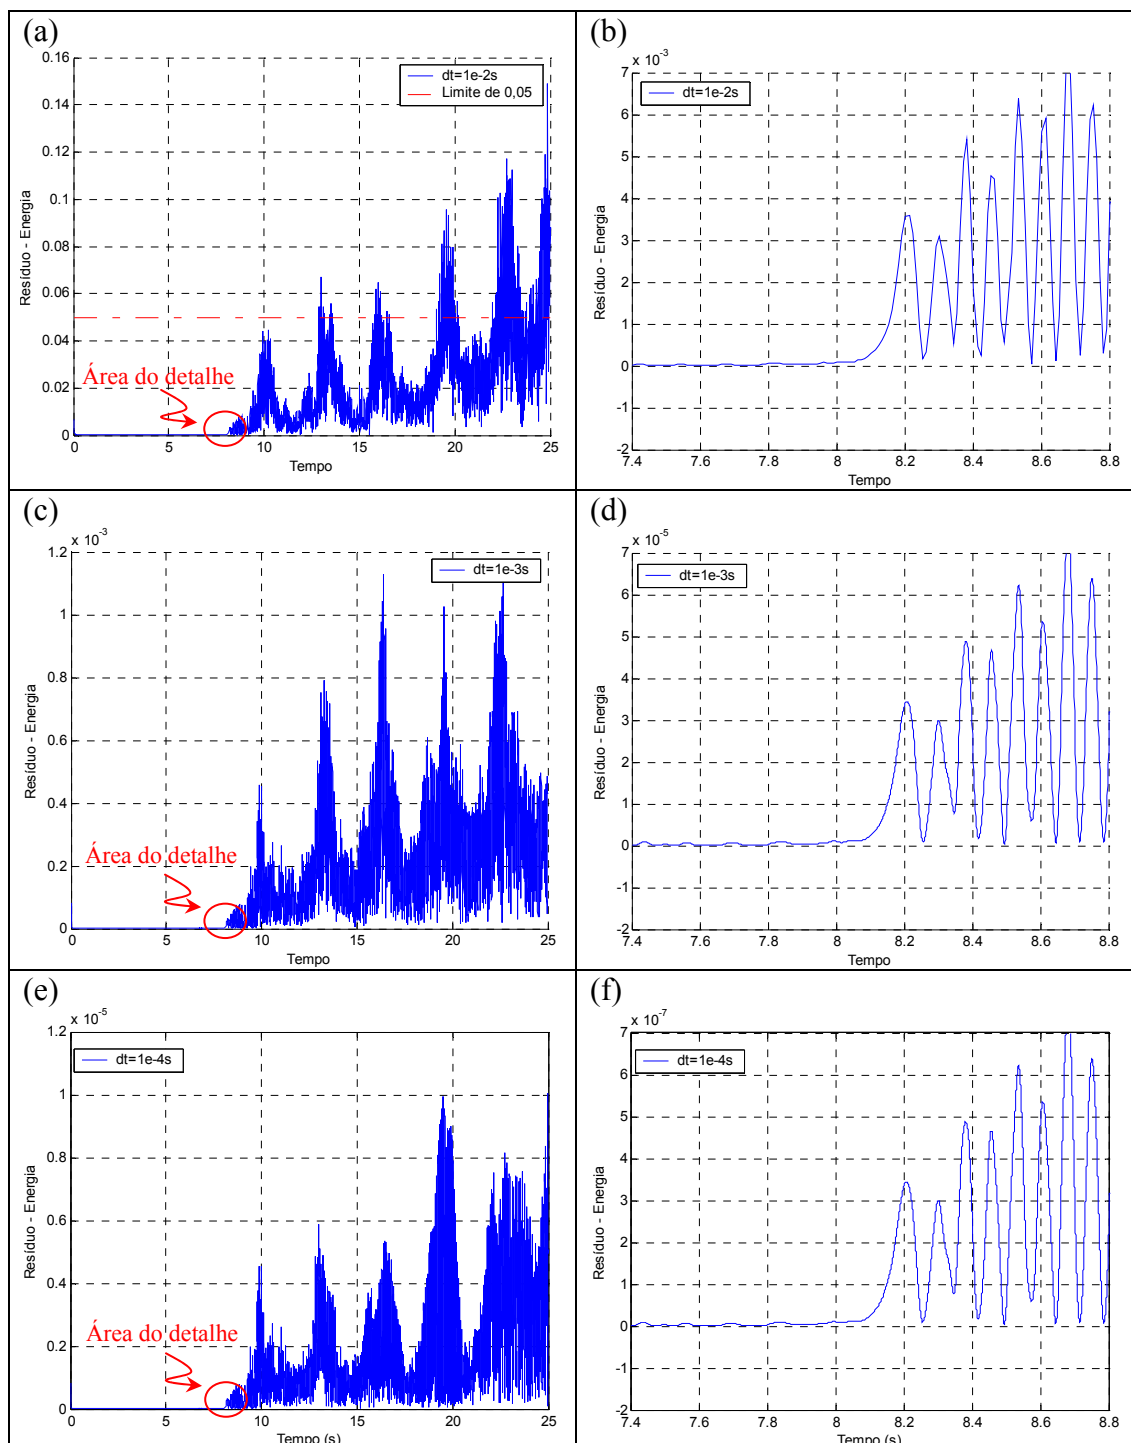 (a)
0.16
0.14
0.12
0.1
0.08
0.06
0.04
0.02
0
Resíduo - Energia
dt=1e-2s
Limite de 0,05
Área do detalhe
0 5 10 15 20 25
Tempo
(b)
x 10-3
7
6
5
4
3
2
1
0
-1
-2
Resíduo - Energia
dt=1e-2s
7.4 7.6 7.8 8 8.2 8.4 8.6 8.8
Tempo
(c)
x 10-3
1.2
1
0.8
0.6
0.4
0.2
0
Resíduo - Energia
dt=1e-3s
Área do detalhe
0 5 10 15 20 25
Tempo
(d)
x 10-5
7
6
5
4
3
2
1
0
-1
-2
Resíduo - Energia
dt=1e-3s
7.4 7.6 7.8 8 8.2 8.4 8.6 8.8
Tempo
(e)
x 10-5
1.2
1
0.8
0.6
0.4
0.2
0
Resíduo - Energia
dt=1e-4s
Área do detalhe
0 5 10 15 20 25
Tempo (s)
(f)
x 10-7
7
6
5
4
3
2
1
0
-1
-2
Resíduo - Energia
dt=1e-4s
7.4 7.6 7.8 8 8.2 8.4 8.6 8.8
Tempo (s)